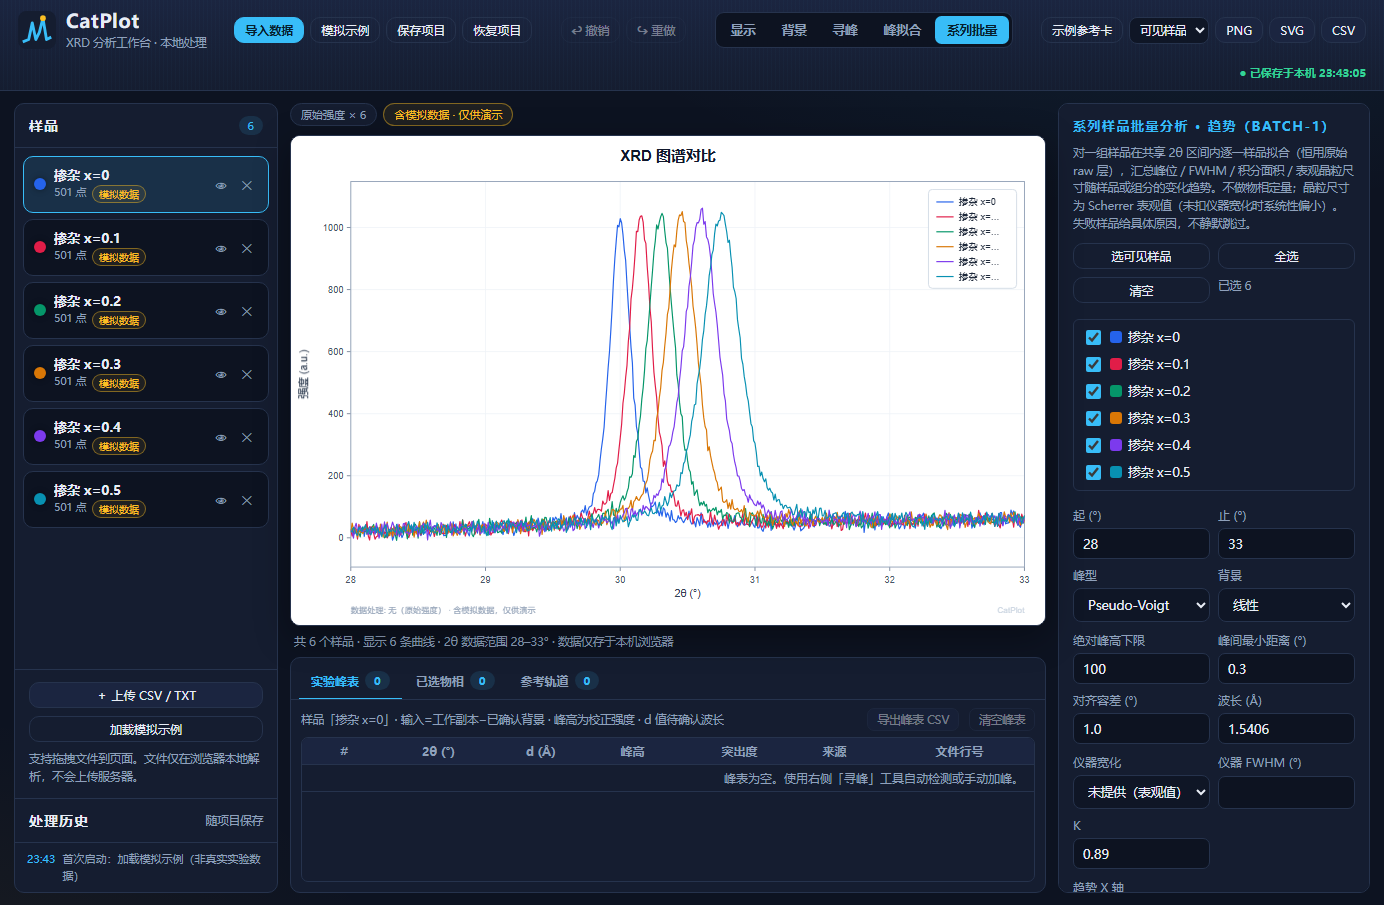 CatPlot
XRD 分析工作台 · 本地处理
导入数据
模拟示例
保存项目
恢复项目
↩ 撤销
↪ 重做
显示
背景
寻峰
峰拟合
系列批量
示例参考卡
可见样品
PNG
SVG
CSV
● 已保存于本机 23:43:05
样品
6
掺杂 x=0
501 点 模拟数据
掺杂 x=0.1
501 点 模拟数据
掺杂 x=0.2
501 点 模拟数据
掺杂 x=0.3
501 点 模拟数据
掺杂 x=0.4
501 点 模拟数据
掺杂 x=0.5
501 点 模拟数据
+ 上传 CSV / TXT
加载模拟示例
支持拖拽文件到页面。文件仅在浏览器本地解
析，不会上传服务器。
处理历史
随项目保存
23:43 首次启动：加载模拟示例（非真实实验数
据）
原始强度 × 6
含模拟数据 · 仅供演示
XRD 图谱对比
掺杂 x=0
掺杂 x=...
掺杂 x=...
掺杂 x=...
掺杂 x=...
掺杂 x=...
1000
800
600
400
200
0
强度 (a.u.)
28
29
30
31
32
33
2θ (°)
数据处理: 无（原始强度） · 含模拟数据，仅供演示
CatPlot
共 6 个样品 · 显示 6 条曲线 · 2θ 数据范围 28–33° · 数据仅存于本机浏览器
实验峰表 0
已选物相 0
参考轨道 0
样品「掺杂 x=0」· 输入=工作副本−已确认背景 · 峰高为校正强度 · d 值待确认波长
导出峰表 CSV
清空峰表
# 2θ (°) d (Å) 峰高 突出度 来源 文件行号
峰表为空。使用右侧「寻峰」工具自动检测或手动加峰。
系列样品批量分析 · 趋势（BATCH-1）
对一组样品在共享 2θ 区间内逐一样品拟合（恒用原始
raw 层），汇总峰位 / FWHM / 积分面积 / 表观晶粒尺
寸随样品或组分的变化趋势。不做物相定量；晶粒尺寸
为 Scherrer 表观值（未扣仪器宽化时系统性偏小）。
失败样品给具体原因，不静默跳过。
选可见样品
全选
清空
已选 6
掺杂 x=0
掺杂 x=0.1
掺杂 x=0.2
掺杂 x=0.3
掺杂 x=0.4
掺杂 x=0.5
起 (°)
止 (°)
28
33
峰型
背景
Pseudo-Voigt
线性
绝对峰高下限
峰间最小距离 (°)
100
0.3
对齐容差 (°)
波长 (Å)
1.0
1.5406
仪器宽化
仪器 FWHM (°)
未提供（表观值）
K
0.89
趋势 X 轴